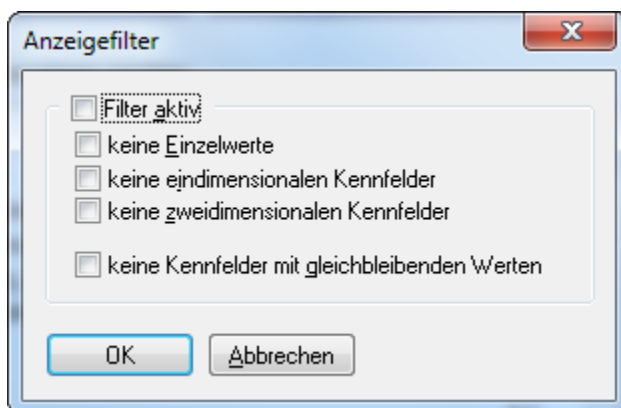 Anzeigefilter
Filter aktiv
keine Einzelwerte
keine eindimensionalen Kennfelder
keine zweidimensionalen Kennfelder
keine Kennfelder mit gleichbleibenden Werten
OK Abbrechen